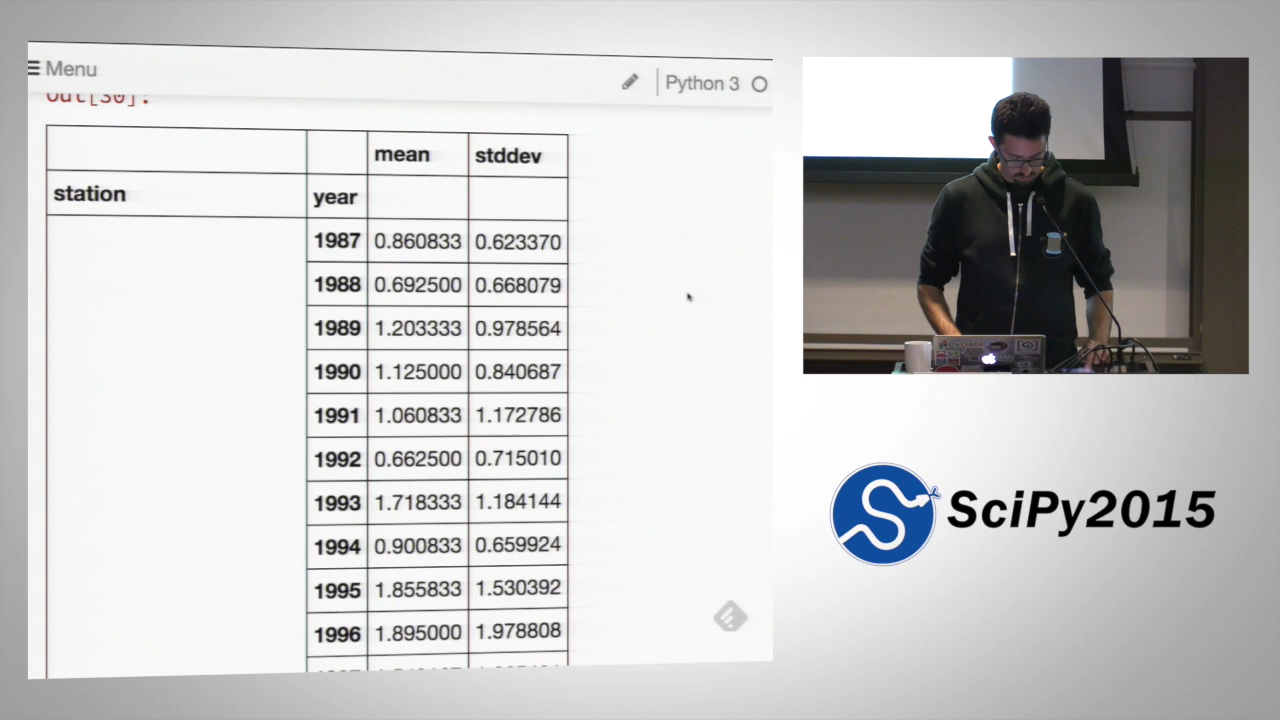 Menu
Python 3
Out[30]:
mean stddev
station year
1987 0.860833 0.623370
1988 0.692500 0.668079
1989 1.203333 0.978564
1990 1.125000 0.840687
1991 1.060833 1.172786
1992 0.662500 0.715010
1993 1.718333 1.184144
1994 0.900833 0.659924
1995 1.855833 1.530392
1996 1.895000 1.978808
SciPy2015